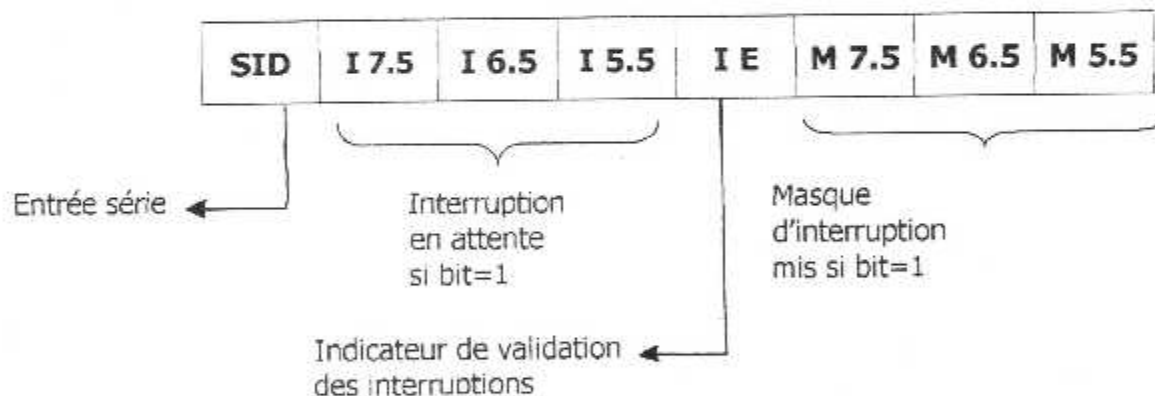 SID I 7.5 I 6.5 I 5.5 I E M 7.5 M 6.5 M 5.5
Entrée série
Interruption
en attente
si bit=1
Masque
d'interruption
mis si bit=1
Indicateur de validation
des interruptions